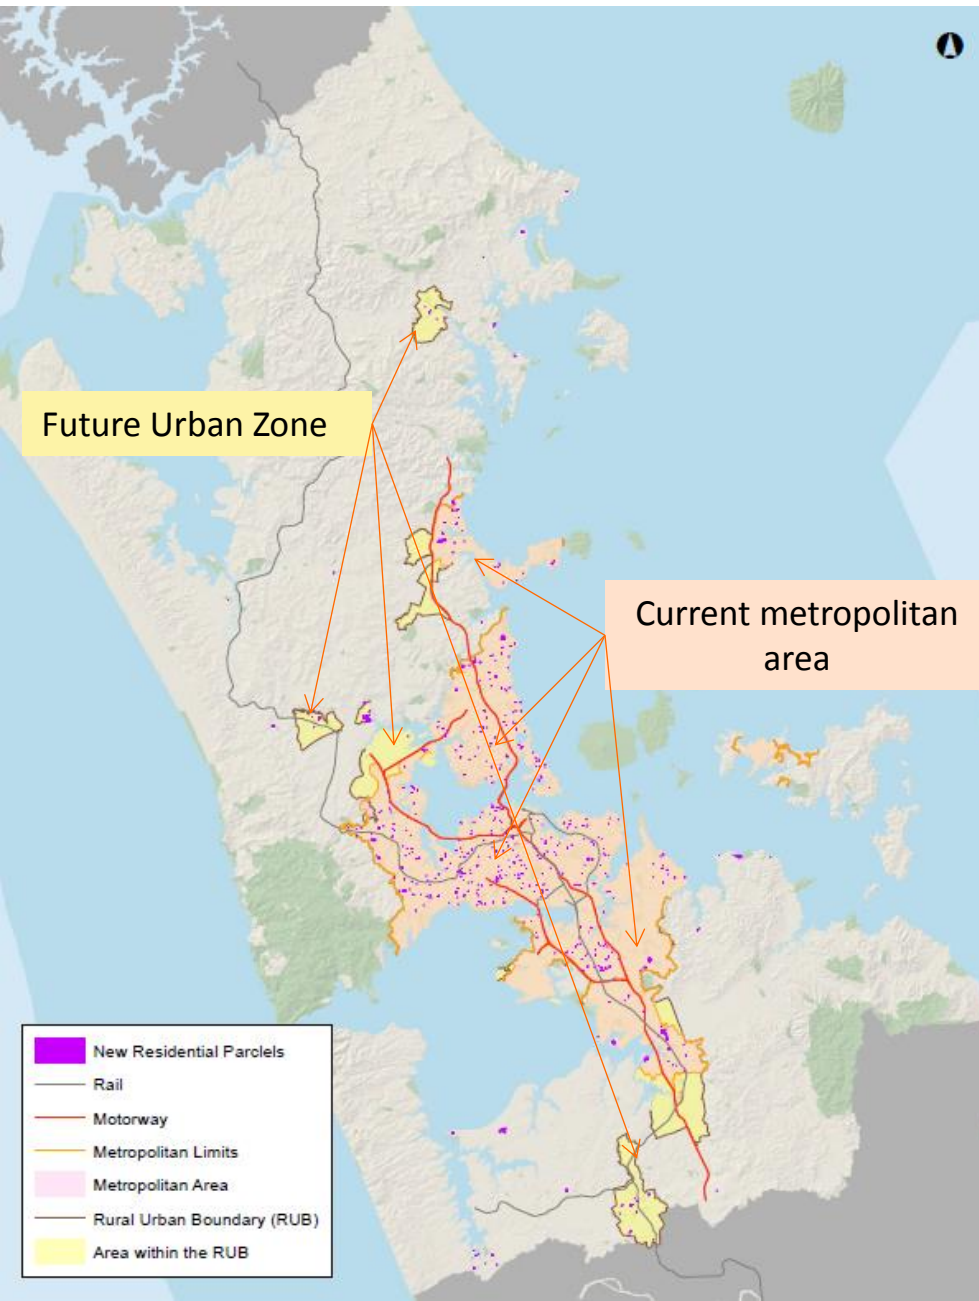 Future Urban Zone
Current metropolitan
area
New Residential Parclels
Rail
Motorway
Metropolitan Limits
Metropolitan Area
Rural Urban Boundary (RUB)
Area within the RUB